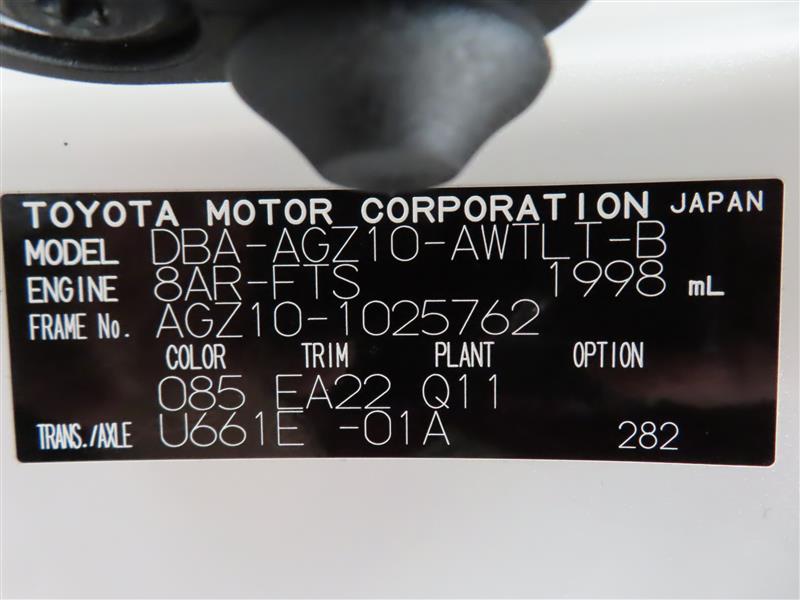 TOYOTA MOTOR CORPORATION JAPAN
MODEL DBA-AGZ10-AWTLT-B
ENGINE 8AR-FTS 1998 mL
FRAME No. AGZ10-1025762
COLOR TRIM PLANT OPTION
085 EA22 Q11
TRANS./AXLE U661E -01A 282